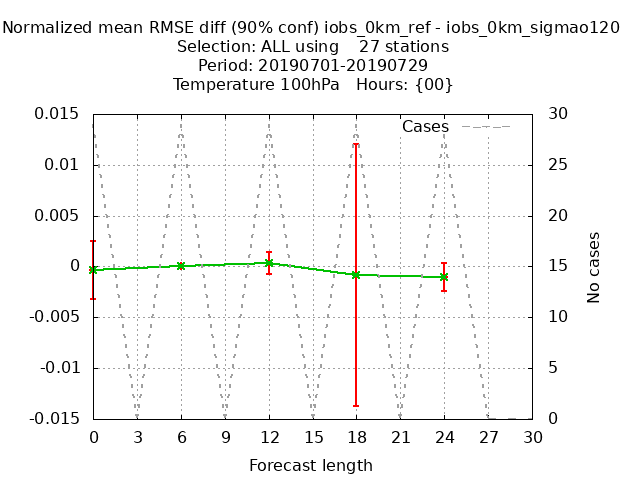 Normalized mean RMSE diff (90% conf) iobs_0km_ref - iobs_0km_sigmao120
Selection: ALL using    27 stations
Period: 20190701-20190729
Temperature 100hPa   Hours: {00}
0.015
0.01
0.005
0
-0.005
-0.01
-0.015
Cases
30
25
20
15
10
5
0
No cases
0 3 6 9 12 15 18 21 24 27 30
Forecast length